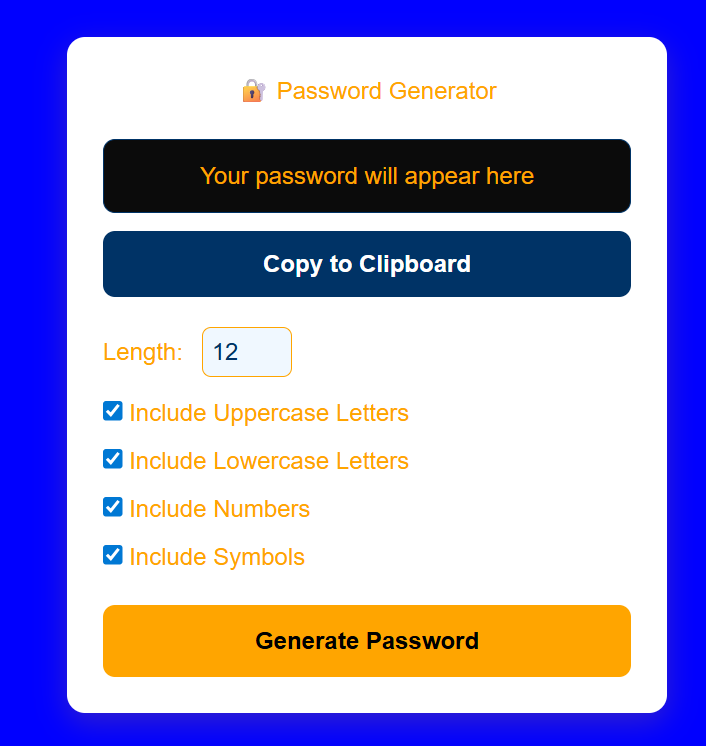 Password Generator
Your password will appear here
Copy to Clipboard
Length: 12
Include Uppercase Letters
Include Lowercase Letters
Include Numbers
Include Symbols
Generate Password